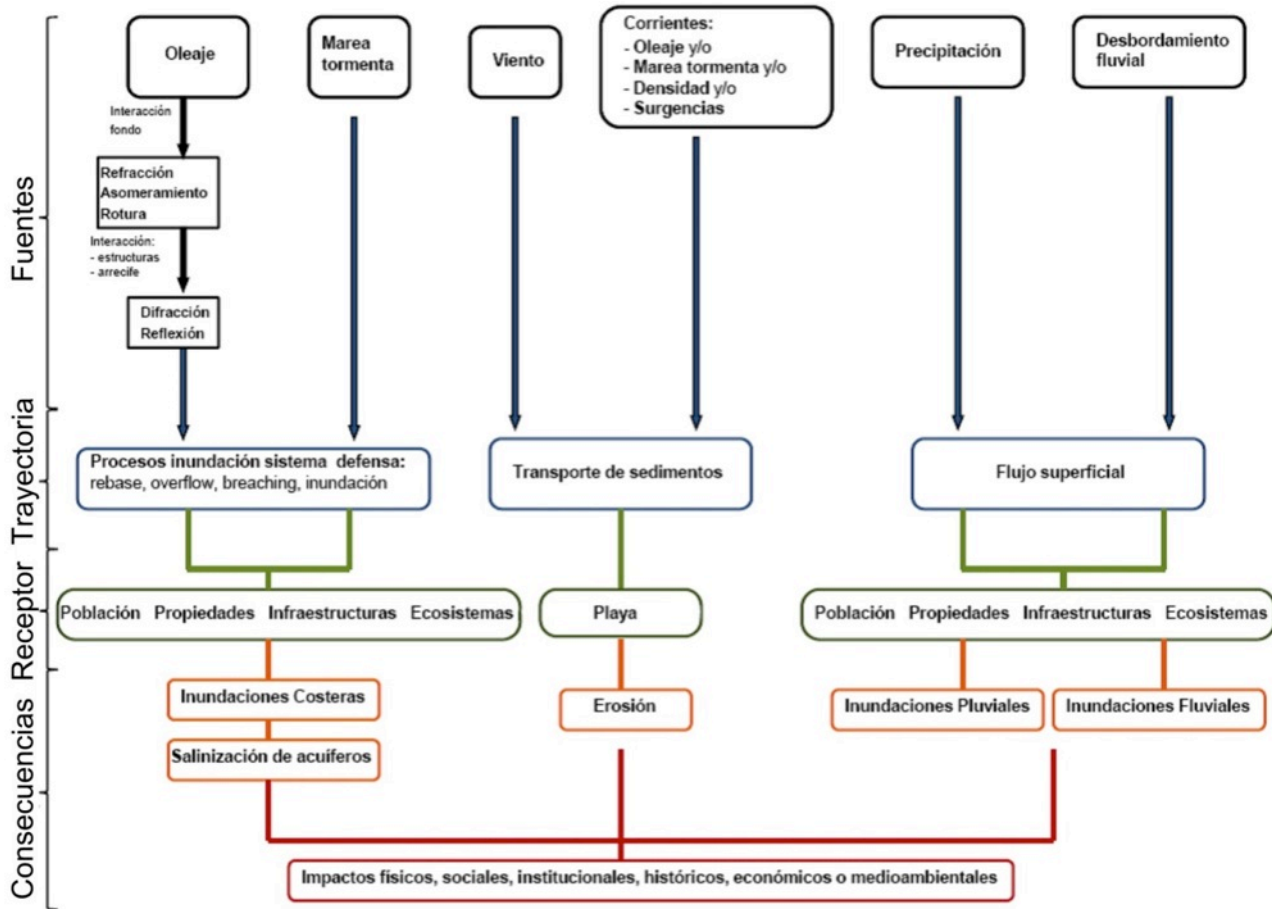 Fuentes
Trayectoria
Receptor
Consecuencias
Oleaje
Marea
tormenta
Viento
Corrientes:
- Oleaje y/o
- Marea tormenta y/o
- Densidad y/o
- Surgencias
Precipitación
Desbordamiento
fluvial
Interacción
fondo
Refracción
Asomeramiento
Rotura
Interacción:
- estructuras
- arrecife
Difracción
Reflexión
Procesos inundación sistema defensa:
rebase, overflow, breaching, inundación
Transporte de sedimentos
Flujo superficial
Población Propiedades Infraestructuras Ecosistemas
Playa
Población Propiedades Infraestructuras Ecosistemas
Inundaciones Costeras
Erosión
Inundaciones Pluviales
Inundaciones Fluviales
Salinización de acuíferos
Impactos físicos, sociales, institucionales, históricos, económicos o medioambientales